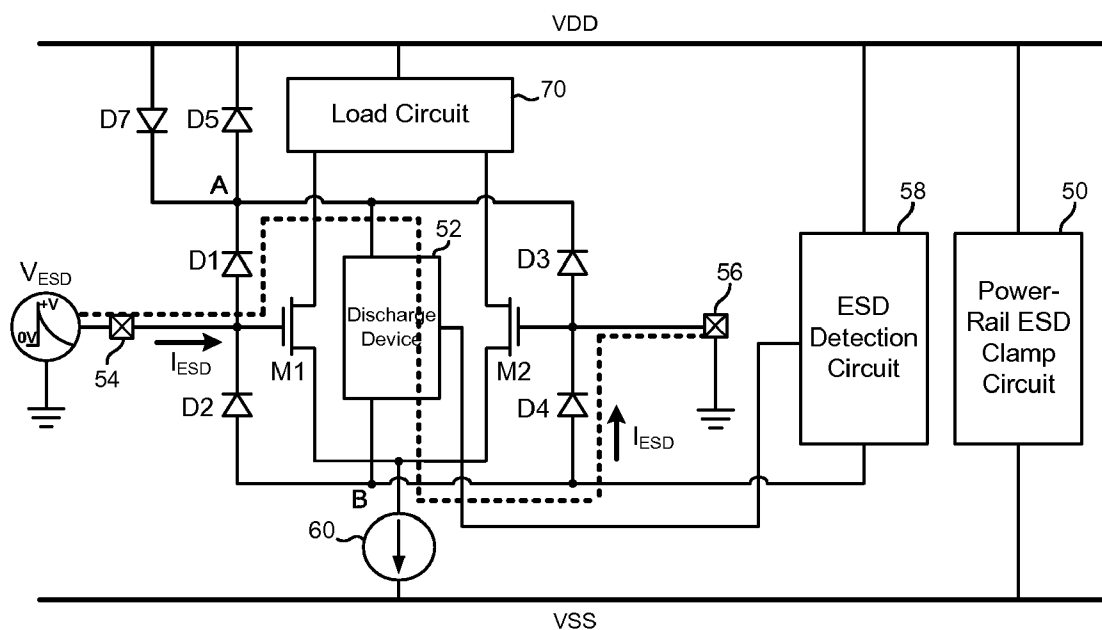 VDD
70
Load Circuit
D7
D5
A
58
50
52
D1
D3
VESD
56
+V
0V
Discharge
Device
ESD
Detection
Circuit
Power-
Rail ESD
Clamp
Circuit
54
IESD
M1
M2
D2
D4
IESD
B
60
VSS